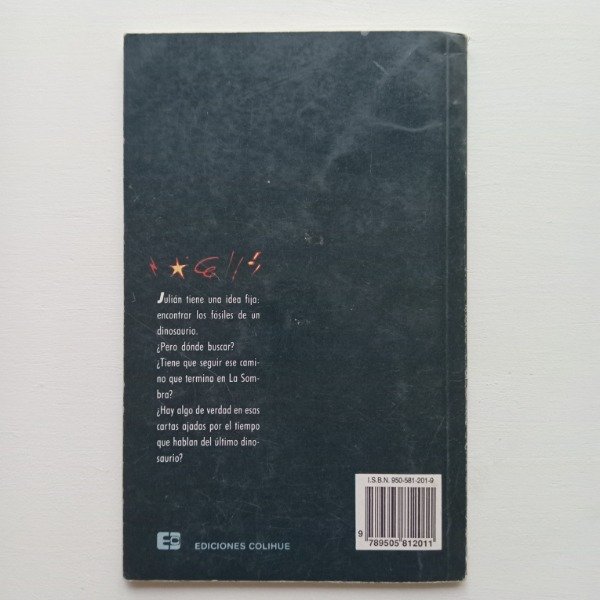 Julián tiene una idea fija:
encontrar los fósiles de un
dinosaurio.
¿Pero dónde buscar?
¿Tiene que seguir ese cami-
no que termina en La Som-
bra?
¿Hay algo de verdad en esas
cartas ajadas por el tiempo
que hablan del último dino-
saurio?
I.S.B.N. 950-581-201-9
9 789505 812011
EDICIONES COLIHUE